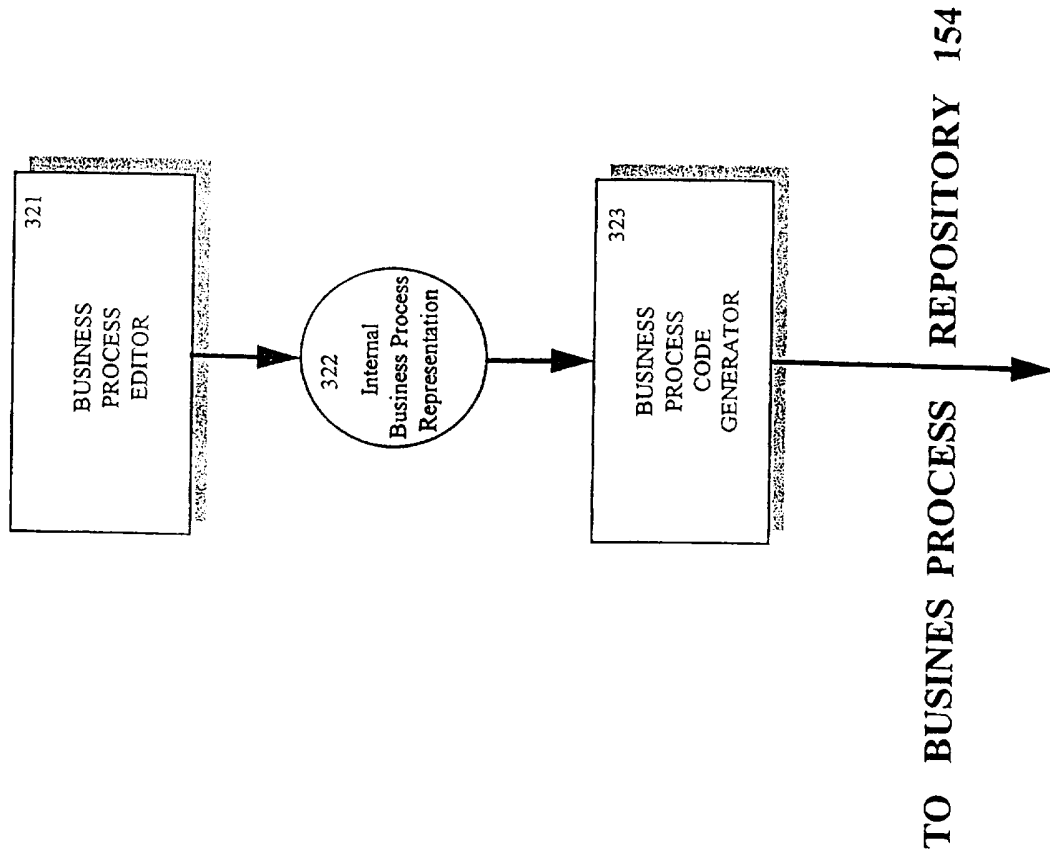 321
BUSINESS
PROCESS
EDITOR
322
Internal
Business Process
Representation
323
BUSINESS
PROCESS
CODE
GENERATOR
TO BUSINES PROCESS REPOSITORY 154